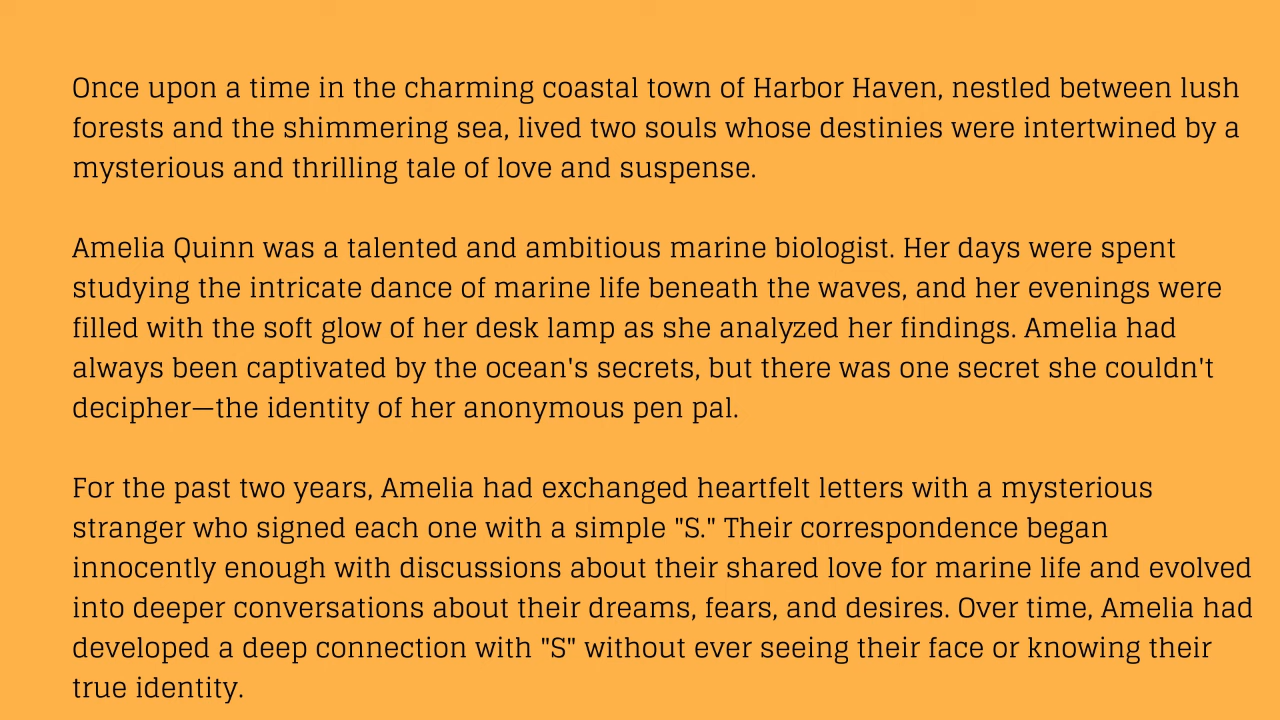 Once upon a time in the charming coastal town of Harbor Haven, nestled between lush
forests and the shimmering sea, lived two souls whose destinies were intertwined by a
mysterious and thrilling tale of love and suspense.
Amelia Quinn was a talented and ambitious marine biologist. Her days were spent
studying the intricate dance of marine life beneath the waves, and her evenings were
filled with the soft glow of her desk lamp as she analyzed her findings. Amelia had
always been captivated by the ocean's secrets, but there was one secret she couldn't
decipher—the identity of her anonymous pen pal.
For the past two years, Amelia had exchanged heartfelt letters with a mysterious
stranger who signed each one with a simple "S." Their correspondence began
innocently enough with discussions about their shared love for marine life and evolved
into deeper conversations about their dreams, fears, and desires. Over time, Amelia had
developed a deep connection with "S" without ever seeing their face or knowing their
true identity.